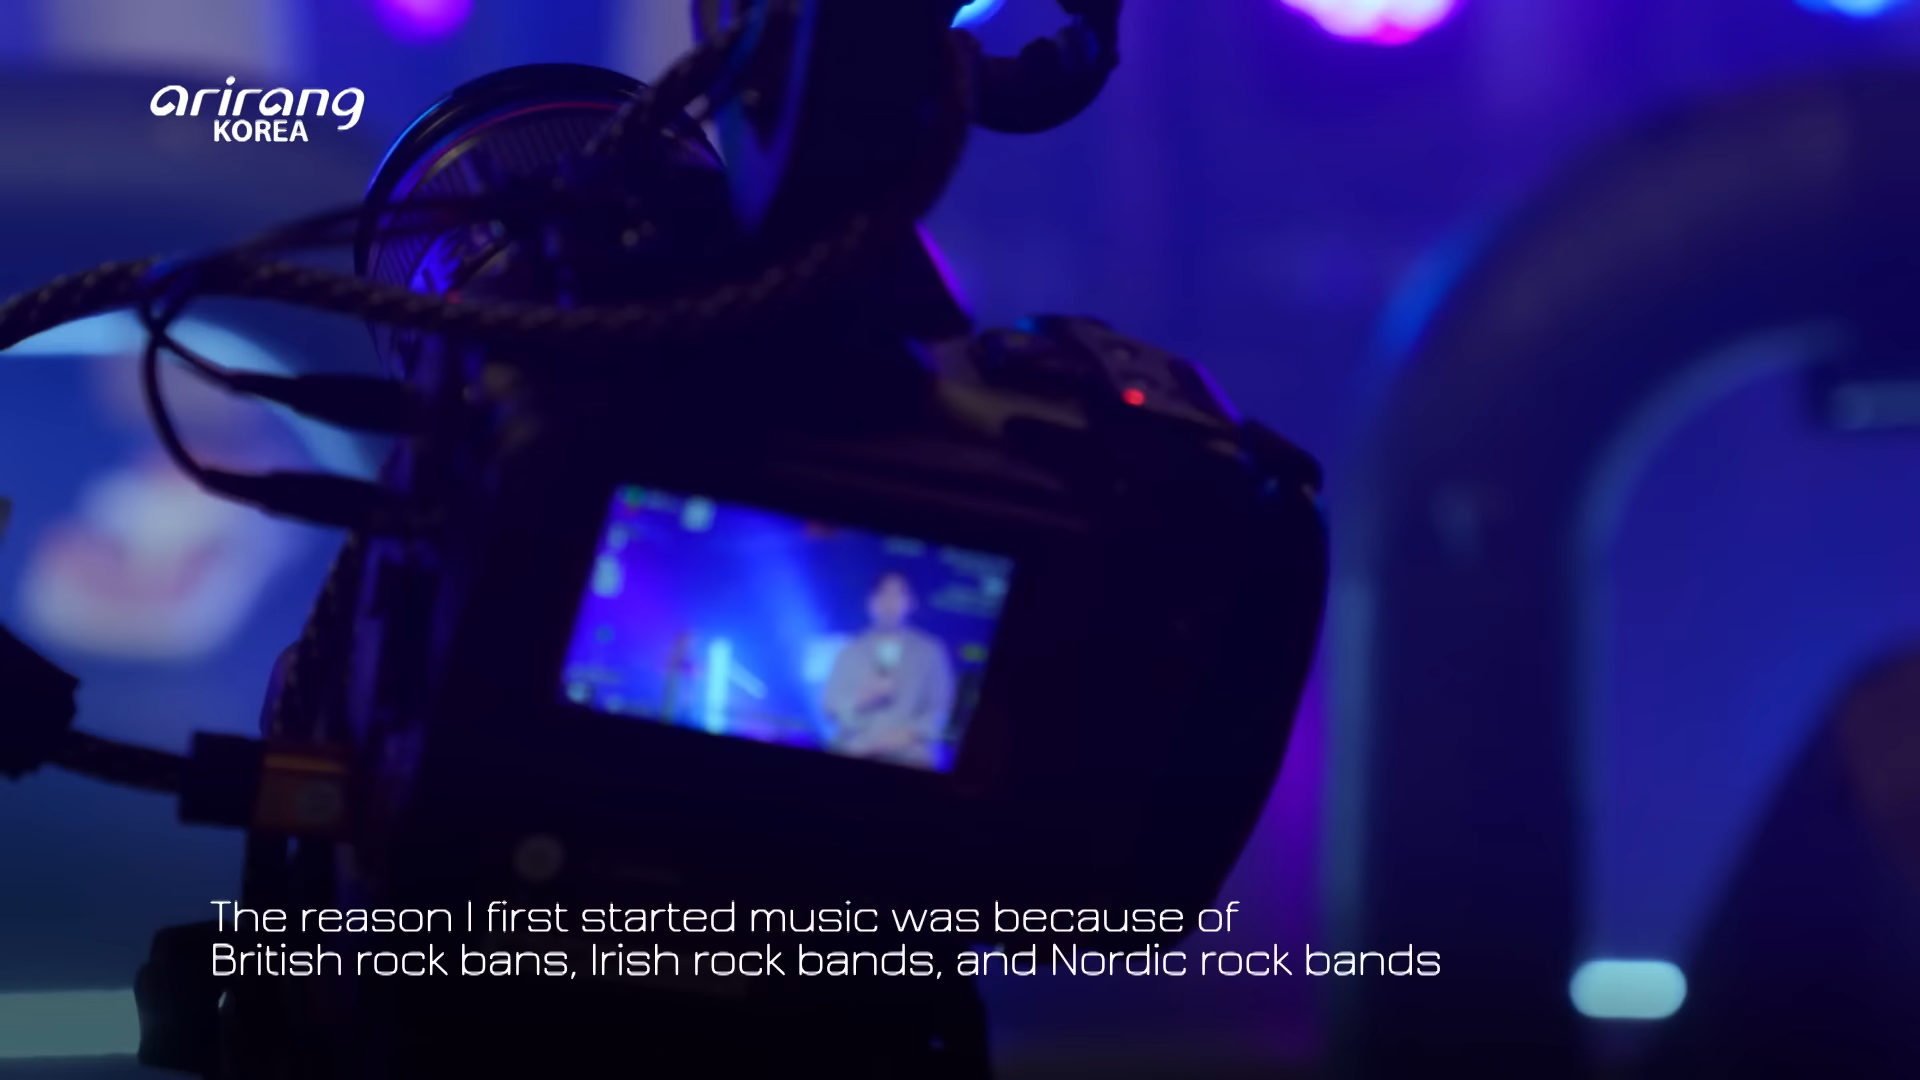 arirang
KOREA
The reason I first started music was because of
British rock bans, Irish rock bands, and Nordic rock bands